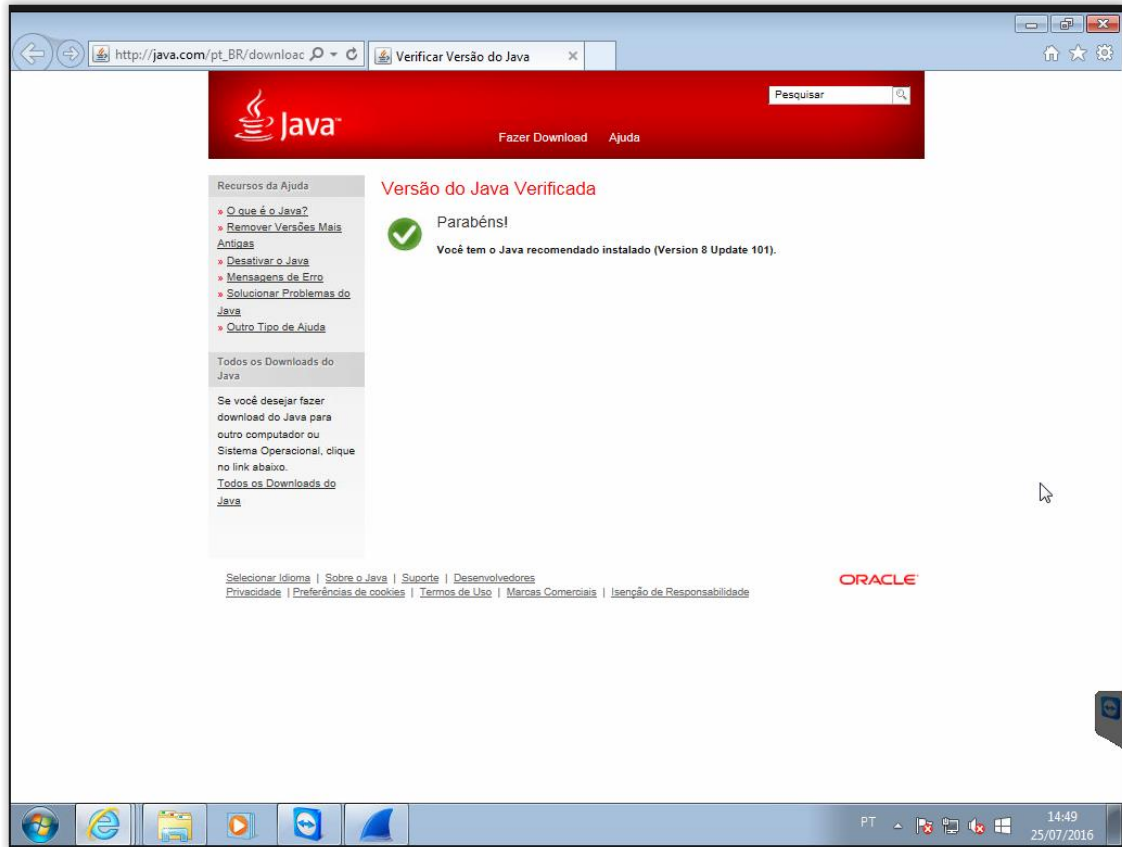 http://java.com/pt_BR/downloac
Verificar Versão do Java
Java
Pesquisar
Fazer Download Ajuda
Recursos da Ajuda
» O que é o Java?
» Remover Versões Mais
Antigas
» Desativar o Java
» Mensagens de Erro
» Solucionar Problemas do
Java
» Outro Tipo de Ajuda
Todos os Downloads do
Java
Se você desejar fazer
download do Java para
outro computador ou
Sistema Operacional, clique
no link abaixo.
Todos os Downloads do
Java
Versão do Java Verificada
Parabéns!
Você tem o Java recomendado instalado (Version 8 Update 101).
Selecionar Idioma | Sobre o Java | Suporte | Desenvolvedores
Privacidade | Preferências de cookies | Termos de Uso | Marcas Comerciais | Isenção de Responsabilidade
ORACLE
PT
14:49
25/07/2016